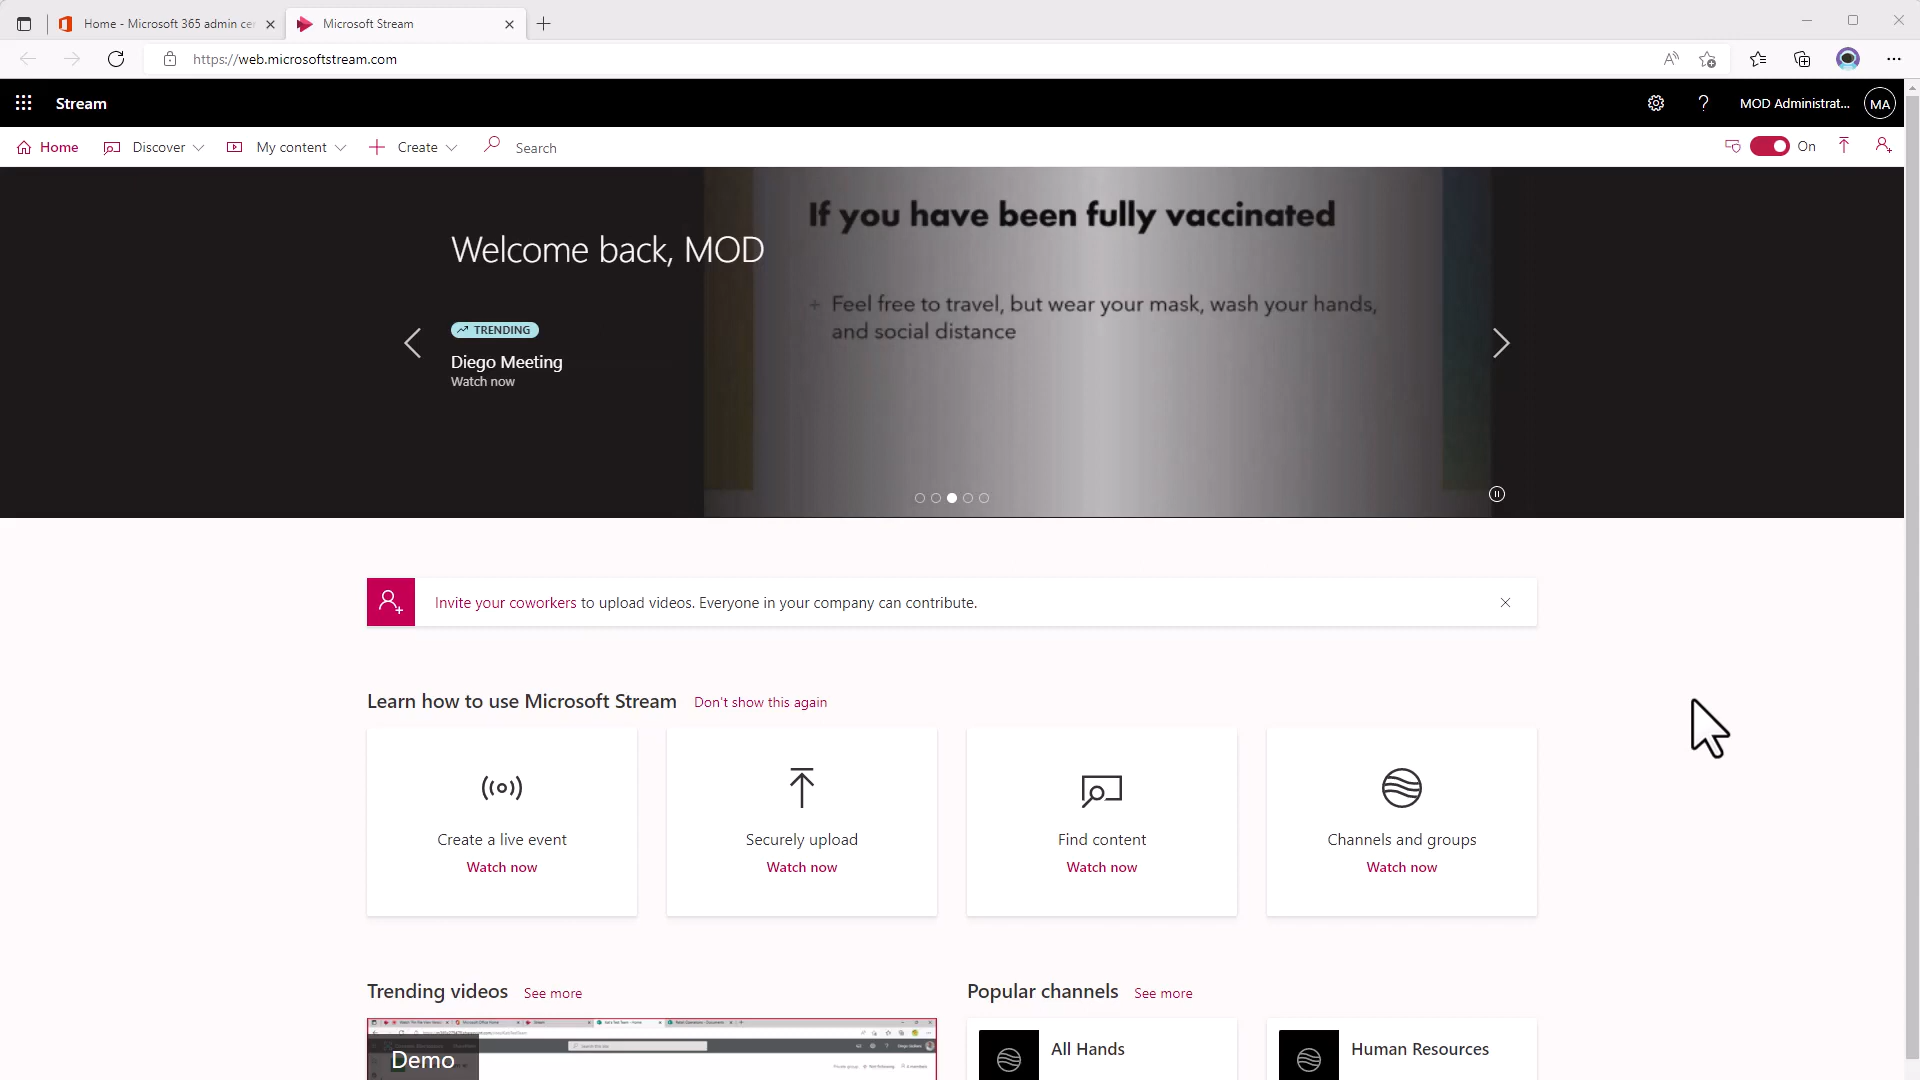 Home - Microsoft 365 admin ce
Microsoft Stream
https://web.microsoftstream.com
Stream
MOD Administrat...
MA
Home
Discover
My content
Create
Search
On
If you have been fully vaccinated
Welcome back, MOD
+ Feel free to travel, but wear your mask, wash your hands,
and social distance
TRENDING
Diego Meeting
Watch now
Invite your coworkers to upload videos. Everyone in your company can contribute.
Learn how to use Microsoft Stream
Don't show this again
Create a live event
Watch now
Securely upload
Watch now
Find content
Watch now
Channels and groups
Watch now
Trending videos
See more
Popular channels
See more
Demo
All Hands
Human Resources